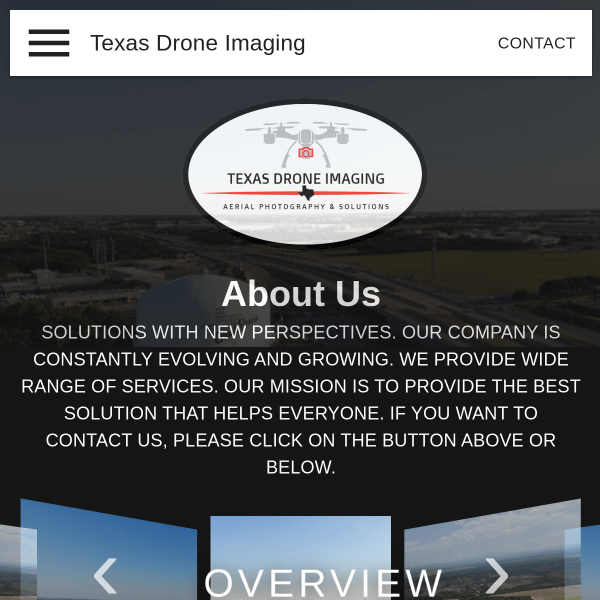 Texas Drone Imaging
CONTACT
TEXAS DRONE IMAGING
AERIAL PHOTOGRAPHY & SOLUTIONS
About Us
SOLUTIONS WITH NEW PERSPECTIVES. OUR COMPANY IS
CONSTANTLY EVOLVING AND GROWING. WE PROVIDE WIDE
RANGE OF SERVICES. OUR MISSION IS TO PROVIDE THE BEST
SOLUTION THAT HELPS EVERYONE. IF YOU WANT TO
CONTACT US, PLEASE CLICK ON THE BUTTON ABOVE OR
BELOW.
OVERVIEW